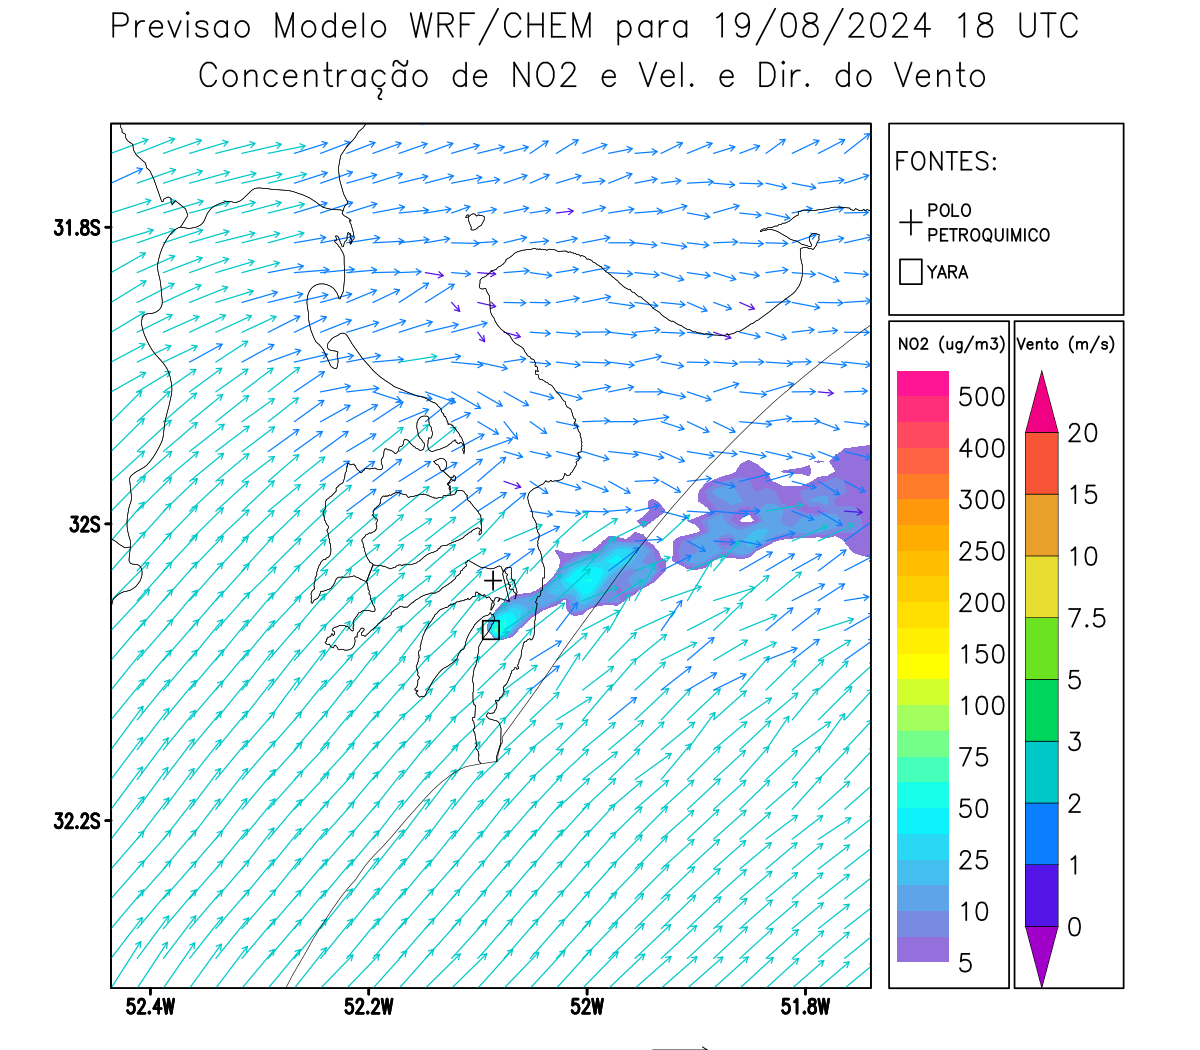 Previsao Modelo WRF/CHEM para 19/08/2024 18 UTC
Concentração de NO2 e Vel. e Dir. do Vento
FONTES:
POLO
PETROQUIMICO
YARA
NO2 (ug/m3)
500
400
300
250
200
150
100
75
50
25
10
5
Vento (m/s)
20
15
10
7.5
5
3
2
1
0
31.8S
32S
32.2S
52.4W
52.2W
52W
51.8W